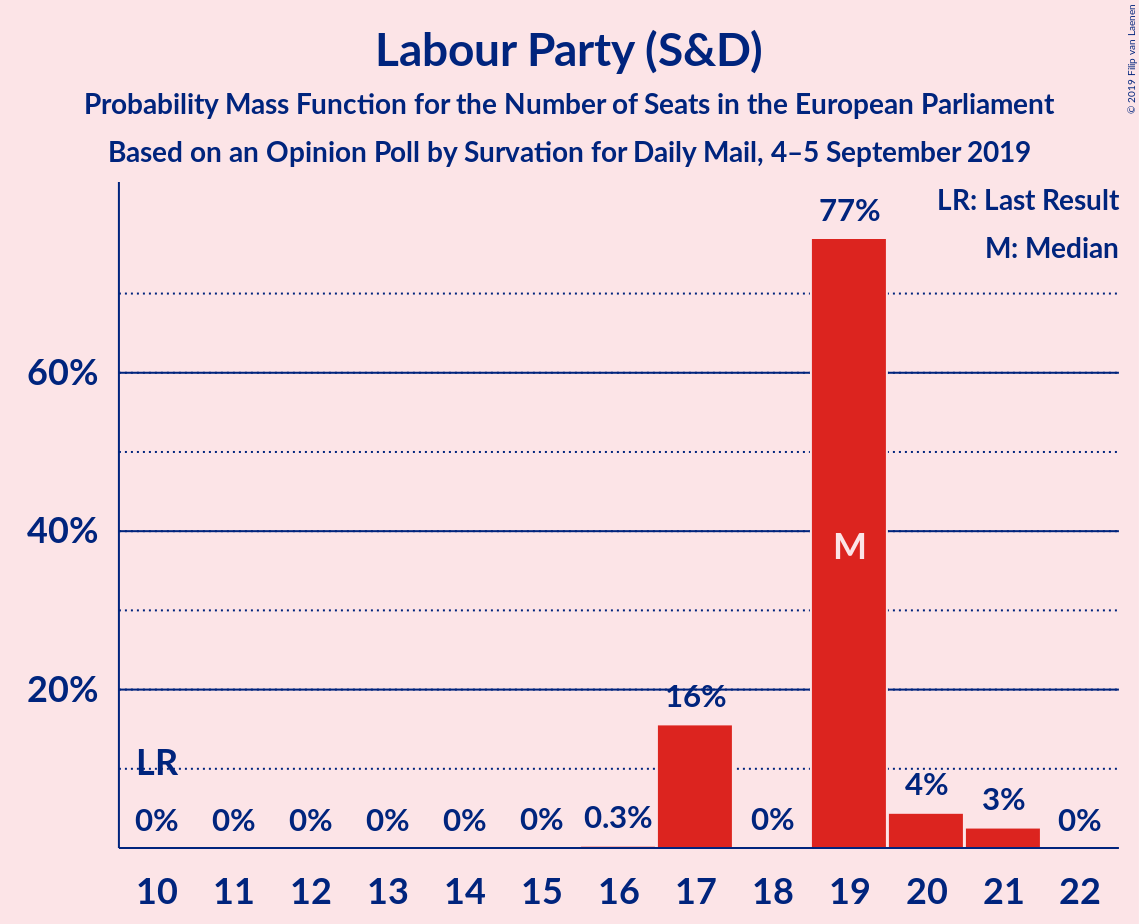 Labour Party (S&D)
Probability Mass Function for the Number of Seats in the European Parliament
Based on an Opinion Poll by Survation for Daily Mail, 4–5 September 2019
© 2019 Filip van Laenen
LR: Last Result
M: Median
77%
60%
40%
M
20%
16%
LR
0% 0% 0% 0% 0% 0% 0.3% 0% 4% 3% 0%
10 11 12 13 14 15 16 17 18 19 20 21 22